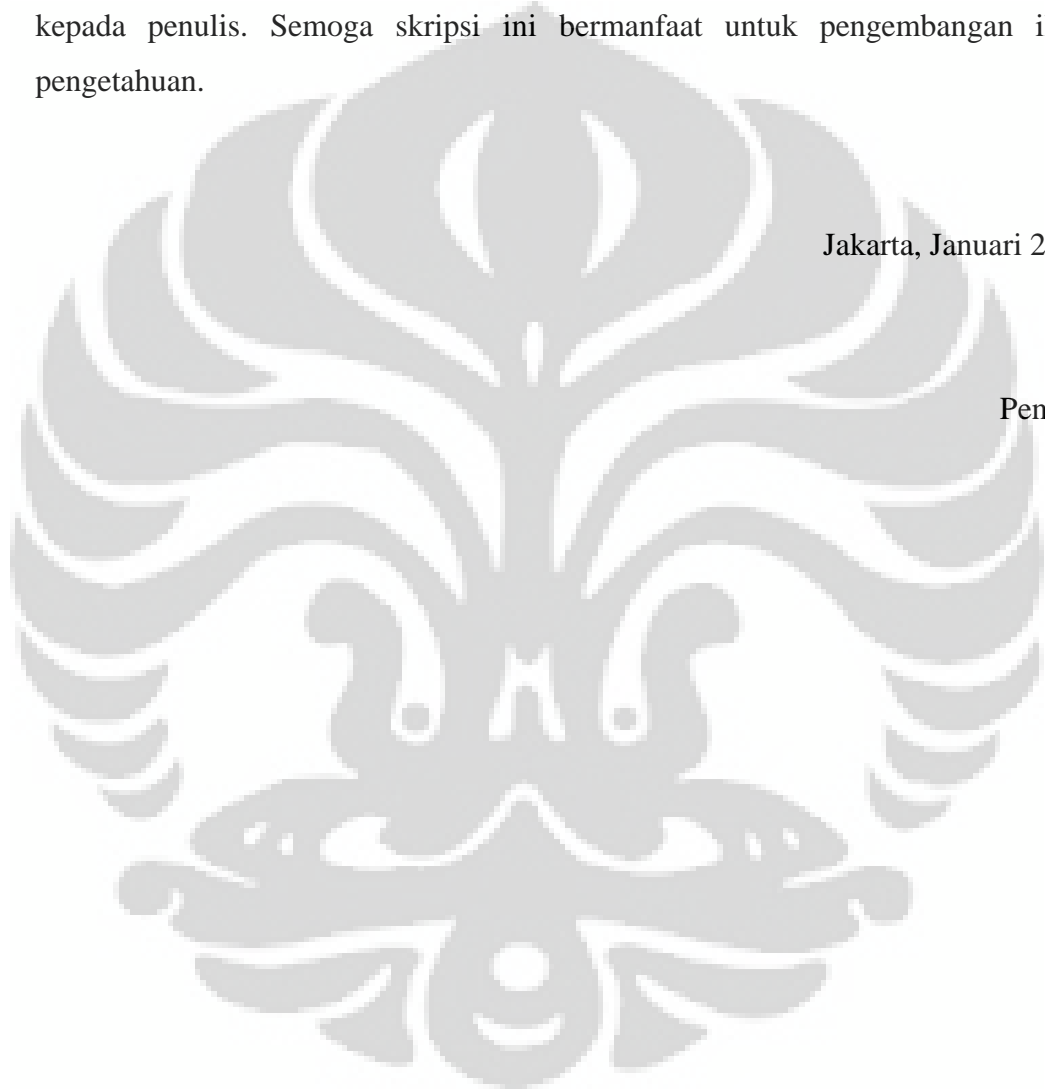 kepada penulis. Semoga skripsi ini bermanfaat untuk pengembangan i
pengetahuan.
Jakarta, Januari 2
Pen